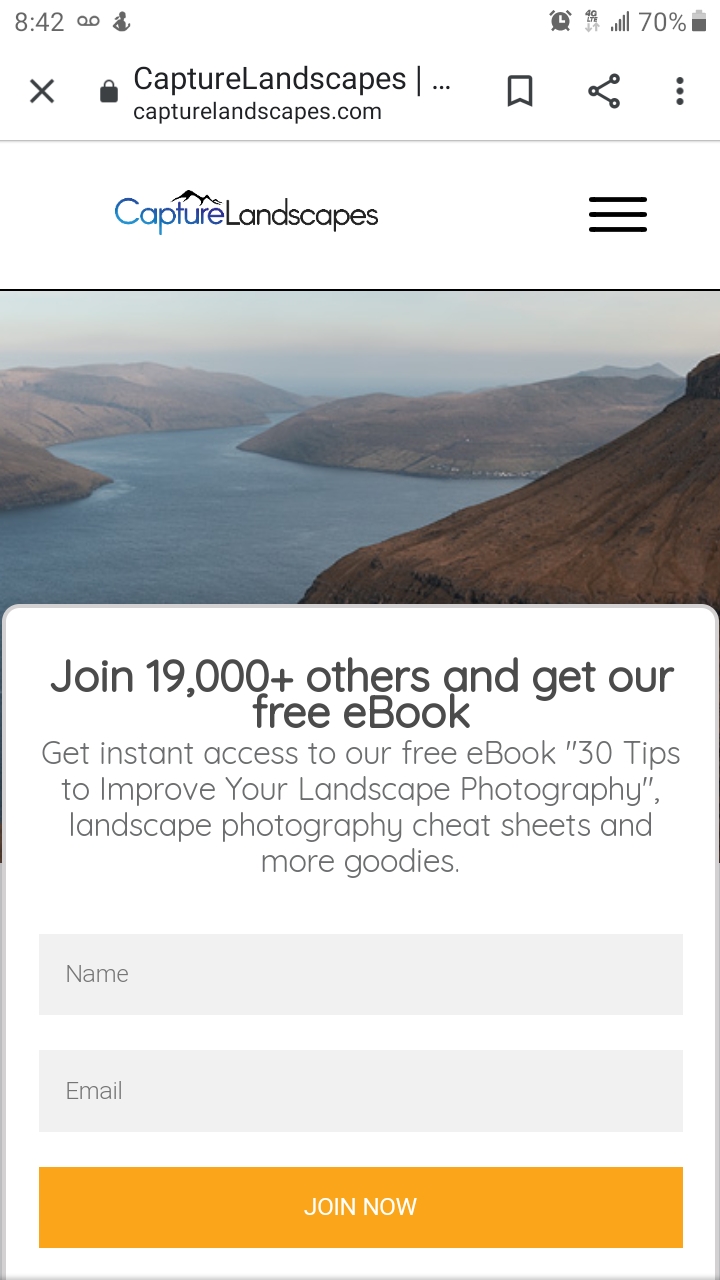 8:42 4G LTE 70%
CaptureLandscapes | ...
capturelandscapes.com
CaptureLandscapes
Join 19,000+ others and get our
free eBook
Get instant access to our free eBook "30 Tips
to Improve Your Landscape Photography",
landscape photography cheat sheets and
more goodies.
Name
Email
JOIN NOW